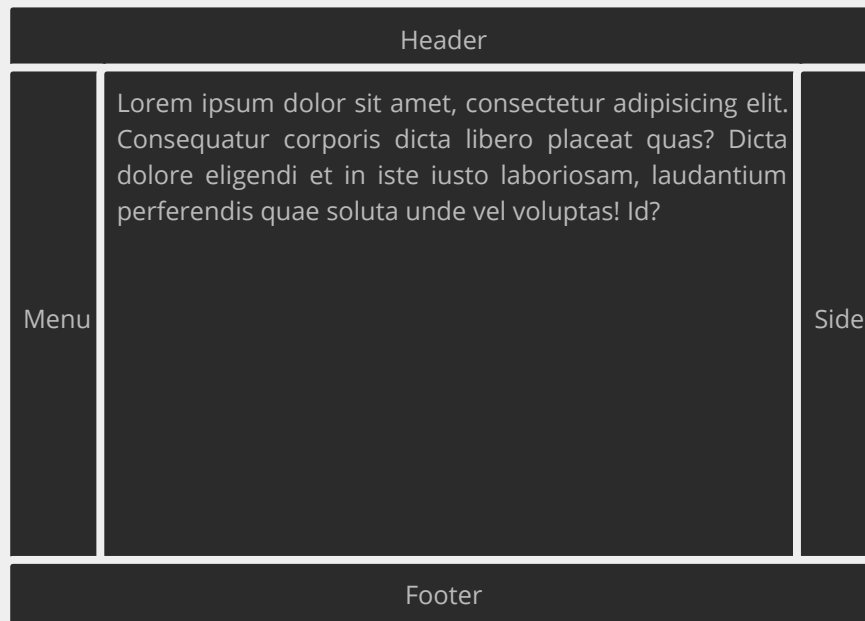 Header
Lorem ipsum dolor sit amet, consectetur adipisicing elit.
Consequatur corporis dicta libero placeat quas? Dicta
dolore eligendi et in iste iusto laboriosam, laudantium
perferendis quae soluta unde vel voluptas! Id?
Menu
Side
Footer